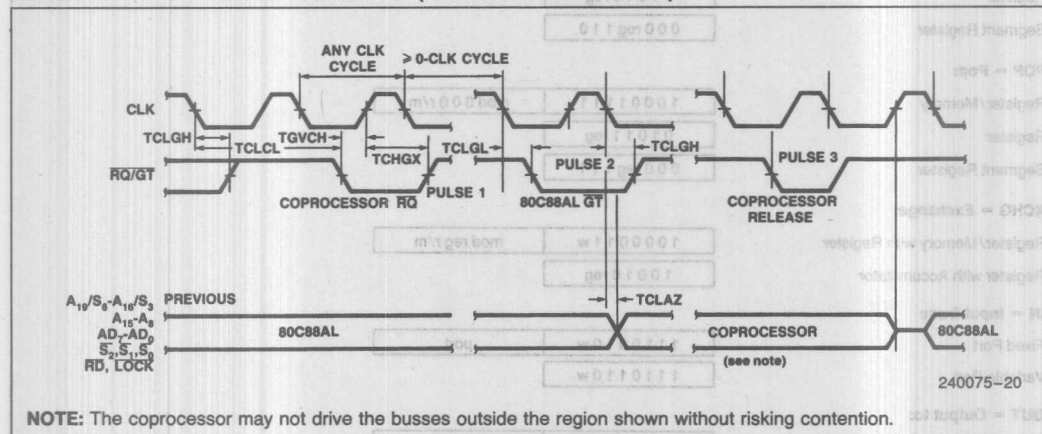 ANY CLK
CYCLE
≥ 0-CLK CYCLE
CLK
TCLGH
TCLCL
TGVCH
TCHGX
TCLGL
PULSE 2
TCLGH
PULSE 3
RQ/GT
PULSE 1
COPROCESSOR RQ
80C88AL GT
COPROCESSOR
RELEASE
TCLAZ
A19/S6-A16/S3
PREVIOUS
A15-A8
AD7-AD0
S2, S1, S0
RD, LOCK
80C88AL
COPROCESSOR
(see note)
80C88AL
240075-20
NOTE: The coprocessor may not drive the busses outside the region shown without risking contention.